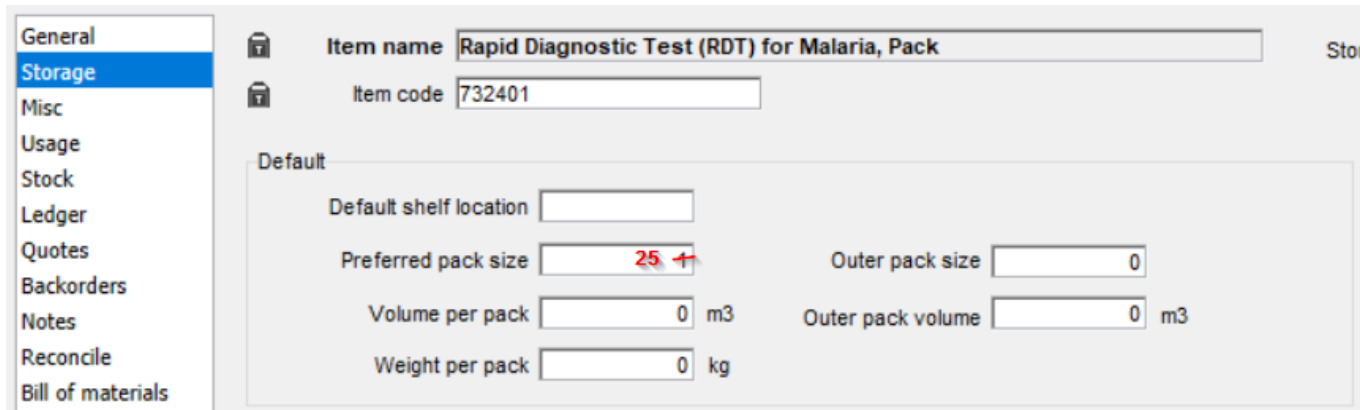 General
Storage
Misc
Usage
Stock
Ledger
Quotes
Backorders
Notes
Reconcile
Bill of materials
Item name Rapid Diagnostic Test (RDT) for Malaria, Pack
Item code 732401
Default
Default shelf location
Preferred pack size 25 1 Outer pack size 0
Volume per pack 0 m3 Outer pack volume 0 m3
Weight per pack 0 kg